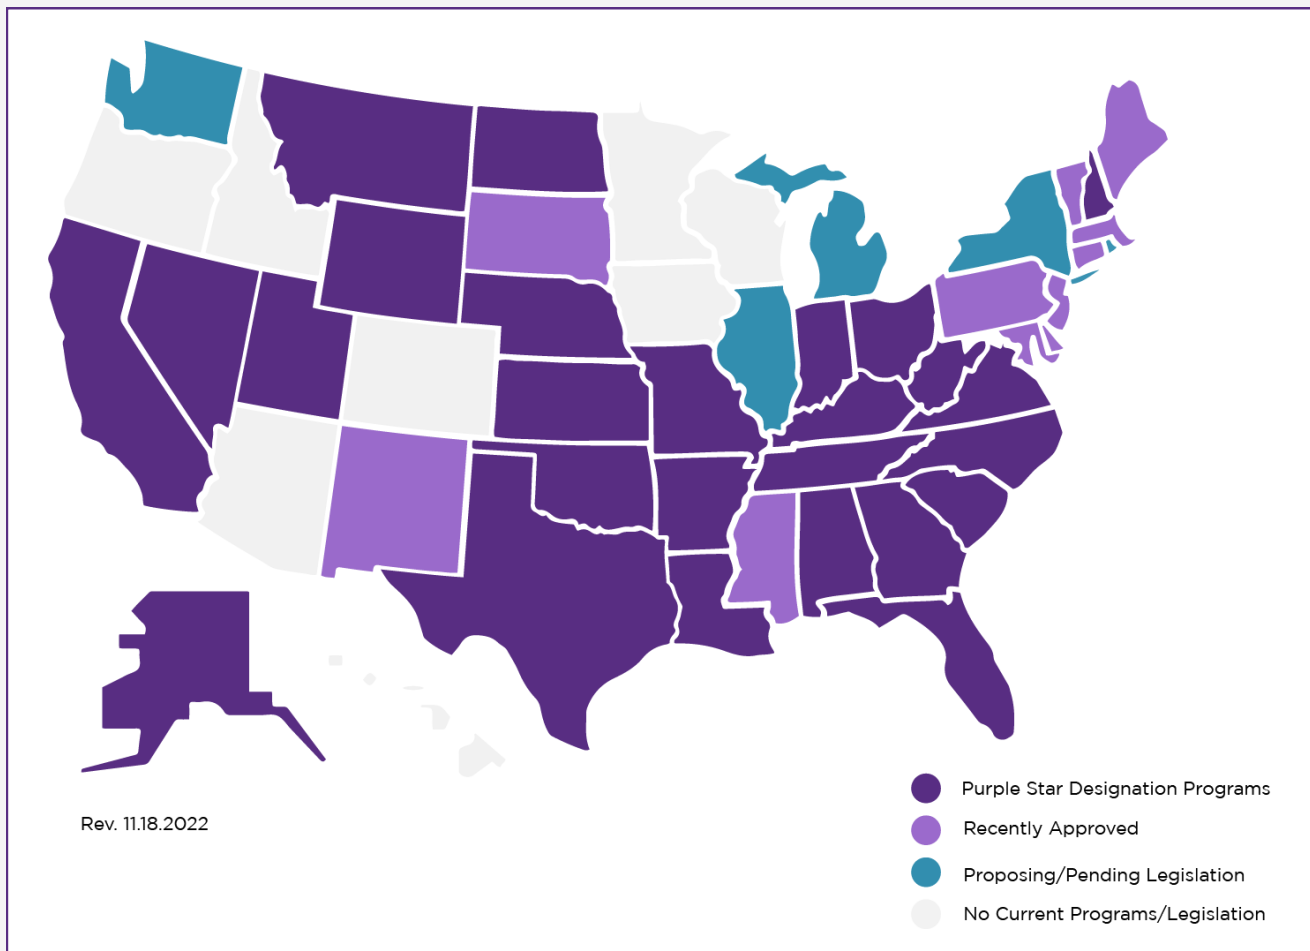 Rev. 11.18.2022
Purple Star Designation Programs
Recently Approved
Proposing/Pending Legislation
No Current Programs/Legislation